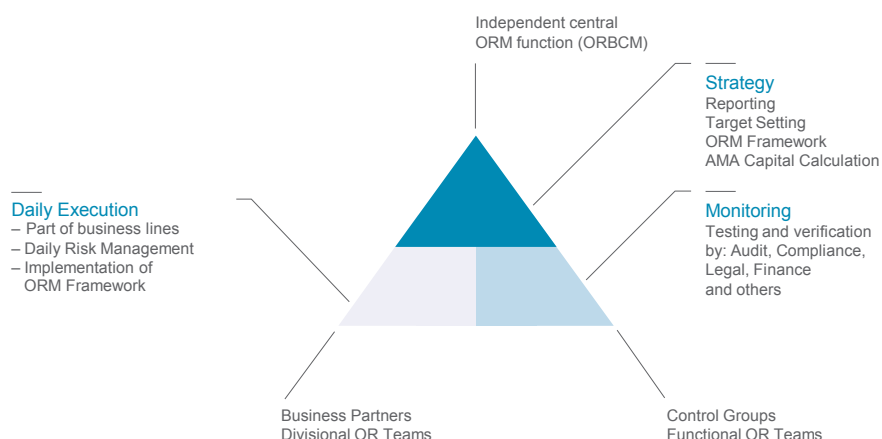 Independent central
ORM function (ORBCM)
Strategy
Reporting
Target Setting
ORM Framework
AMA Capital Calculation
Daily Execution
– Part of business lines
– Daily Risk Management
– Implementation of
ORM Framework
Monitoring
Testing and verification
by: Audit, Compliance,
Legal, Finance
and others
Business Partners
Divisional OR Teams
Control Groups
Functional OR Teams